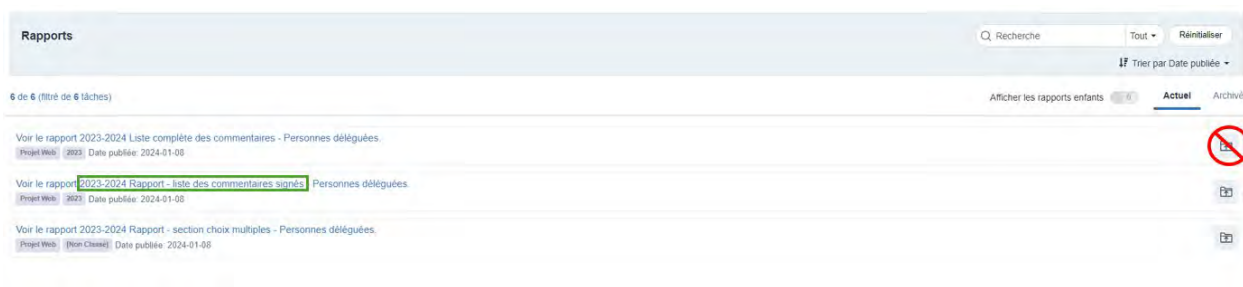 Rapports
Recherche Tout Réinitialiser
Trier par Date publiée
6 de 6 (filtré de 6 tâches) Afficher les rapports enfants 6 Actuel Archivé
Voir le rapport 2023-2024 Liste complète des commentaires - Personnes déléguées.
Projet Web 2023 Date publiée: 2024-01-08
Voir le rapport 2023-2024 Rapport - liste des commentaires signés Personnes déléguées.
Projet Web 2023 Date publiée: 2024-01-08
Voir le rapport 2023-2024 Rapport - section choix multiples - Personnes déléguées.
Projet Web (Non Classé) Date publiée: 2024-01-08